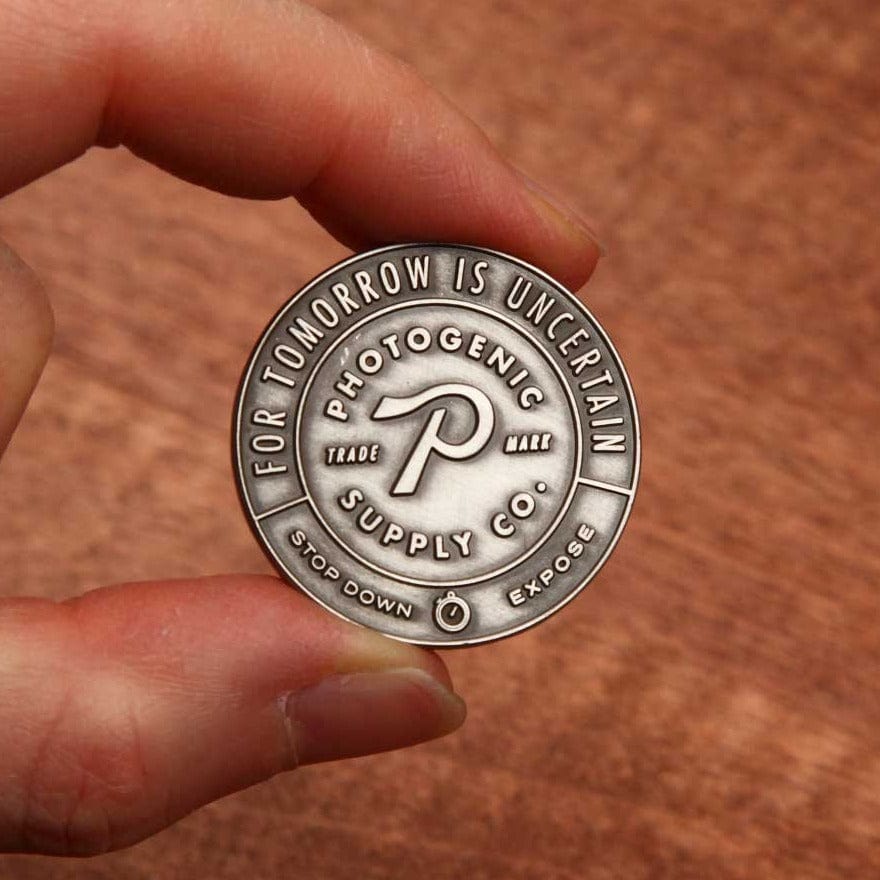 FOR TOMORROW IS UNCERTAIN
PHOTOGENIC
P
TRADE MARK
SUPPLY CO.
STOP DOWN EXPOSE